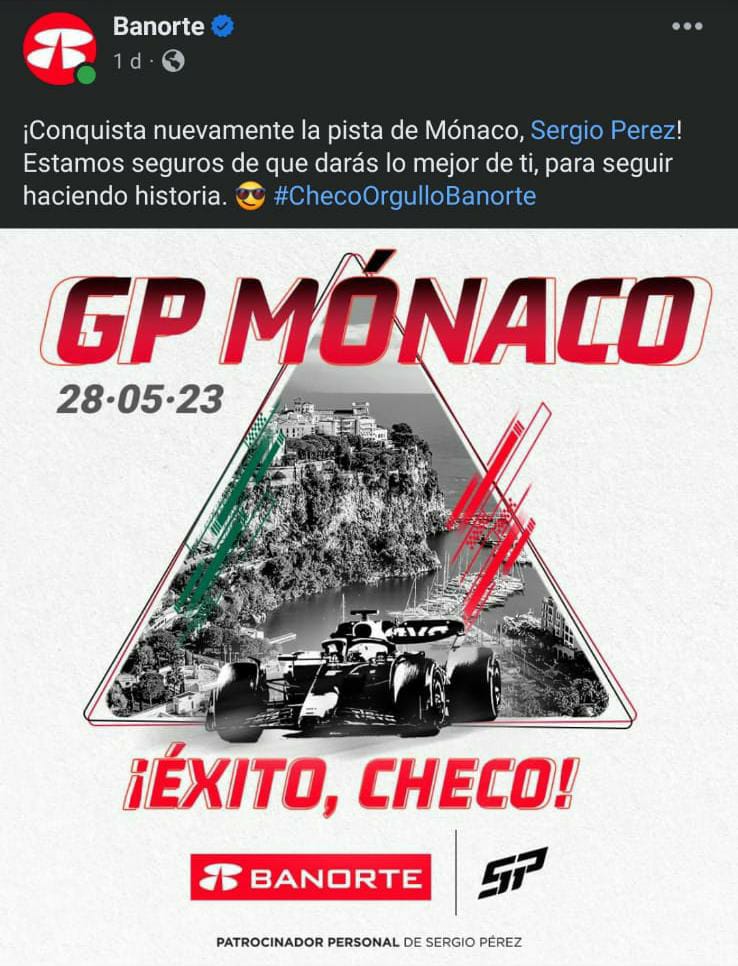 Banorte
1 d ·
¡Conquista nuevamente la pista de Mónaco, Sergio Perez!
Estamos seguros de que darás lo mejor de ti, para seguir
haciendo historia. 😎 #ChecoOrgulloBanorte
GP MÓNACO
28·05·23
¡ÉXITO, CHECO!
BANORTE
SP
PATROCINADOR PERSONAL DE SERGIO PÉREZ